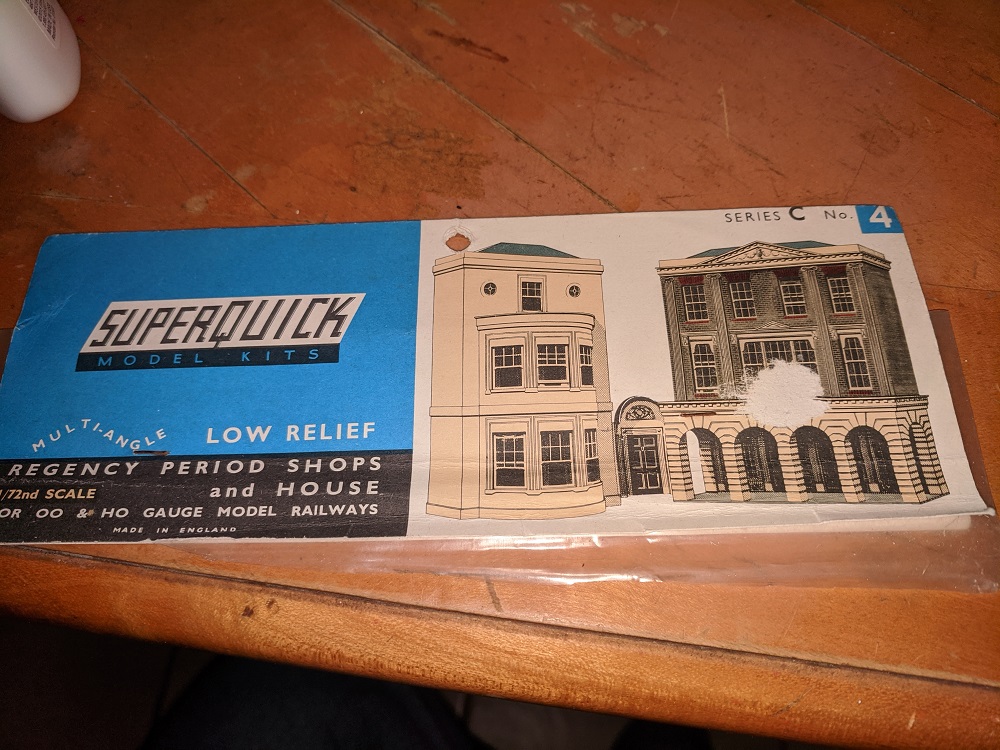 SERIES C No. 4
SUPERQUICK
MODEL KITS
MULTI-ANGLE
LOW RELIEF
REGENCY PERIOD SHOPS
and HOUSE
1/72nd SCALE
OR OO & HO GAUGE MODEL RAILWAYS
MADE IN ENGLAND